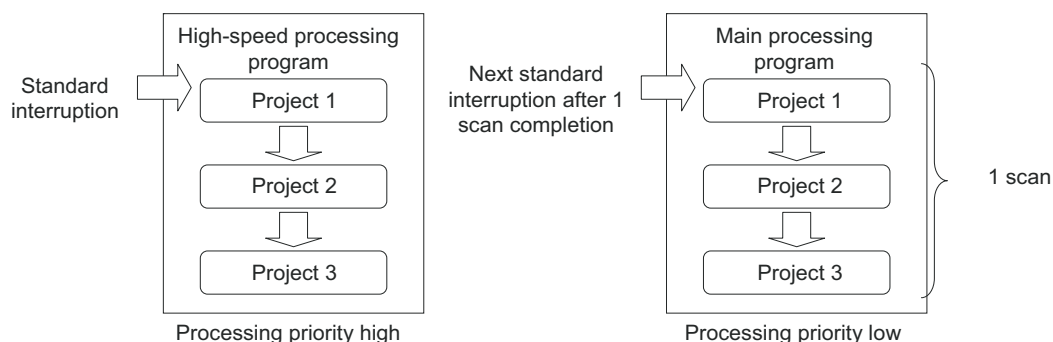 High-speed processing
program
Standard
interruption
Project 1
Project 2
Project 3
Processing priority high
Main processing
program
Next standard
interruption after 1
scan completion
Project 1
Project 2
Project 3
1 scan
Processing priority low